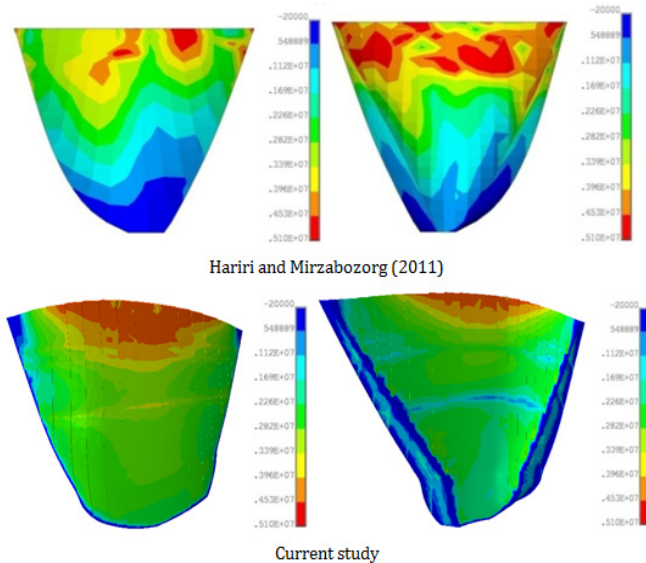 -20000
548889
.112E+07
.169E+07
.226E+07
.282E+07
.339E+07
.396E+07
.453E+07
.510E+07
-20000
548889
.112E+07
.169E+07
.226E+07
.282E+07
.339E+07
.396E+07
.453E+07
.510E+07
Hariri and Mirzabozorg (2011)
-20000
548889
.112E+07
.169E+07
.226E+07
.282E+07
.339E+07
.396E+07
.453E+07
.510E+07
-20000
548889
.112E+07
.169E+07
.226E+07
.282E+07
.339E+07
.396E+07
.453E+07
.510E+07
Current study